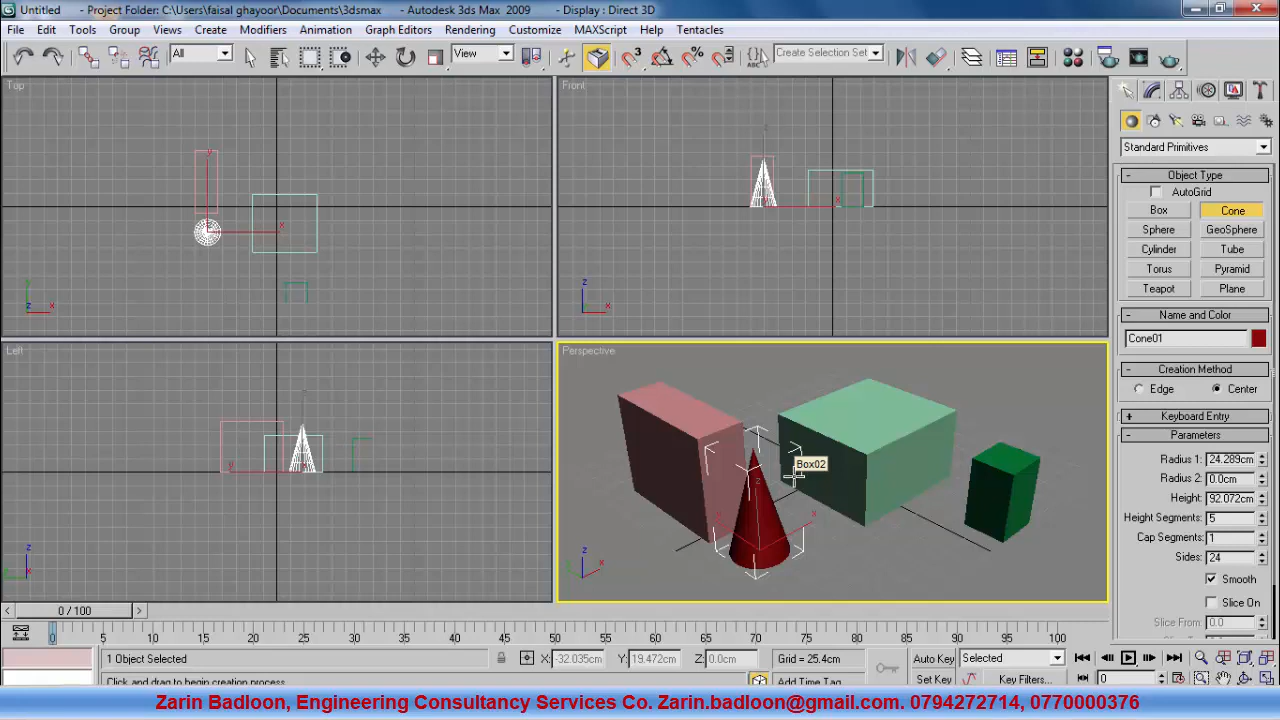 Untitled - Project Folder: C:\Users\faisal ghayoor\Documents\3dsmax - Autodesk 3ds Max 2009 - Display : Direct 3D
File Edit Tools Group Views Create Modifiers Animation Graph Editors Rendering Customize MAXScript Help Tentacles
All View 3 Create Selection Set
Top
Front
y
x
z
x
y
z x
z
x
Standard Primitives
- Object Type
AutoGrid
Box Cone
Sphere GeoSphere
Cylinder Tube
Torus Pyramid
Teapot Plane
- Name and Color
Cone01
- Creation Method
Edge Center
+ Keyboard Entry
- Parameters
Radius 1: 24.289cm
Radius 2: 0.0cm
Height: 92.072cm
Height Segments: 5
Cap Segments: 1
Sides: 24
Smooth
Slice On
Slice From: 0.0
Left
Perspective
y
z
x
Box02
z
x
x
z
x
< 0 / 100 >
0 5 10 15 20 25 30 35 40 45 50 55 60 65 70 75 80 85 90 95 100
1 Object Selected X: -32.035cm Y: 19.472cm Z: 0.0cm Grid = 25.4cm Auto Key Selected
Click and drag to begin creation process Add Time Tag Set Key Key Filters... 0
Zarin Badloon, Engineering Consultancy Services Co. Zarin.badloon@gmail.com. 0794272714, 0770000376